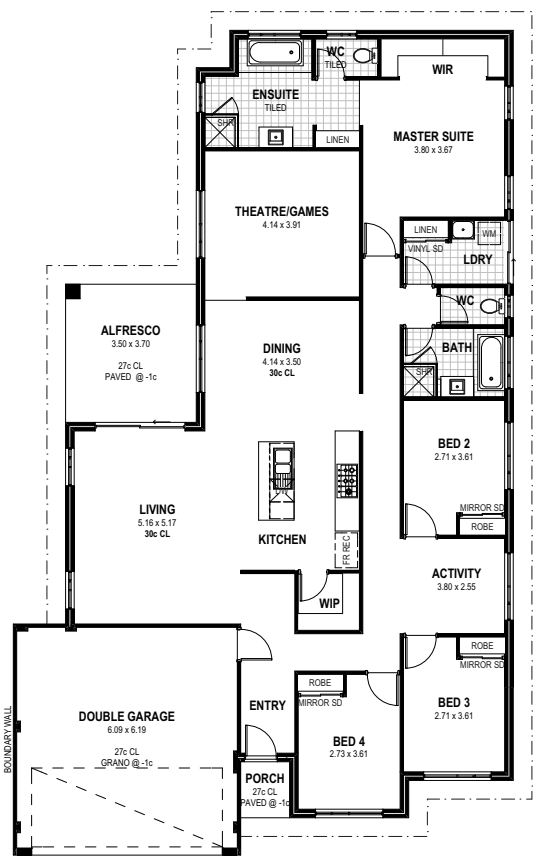 WC
TILED
WIR
ENSUITE
TILED
SHR
LINEN
MASTER SUITE
3.80 x 3.67
THEATRE/GAMES
4.14 x 3.91
LINEN
WM
VINYL SD
LDRY
WC
ALFRESCO
3.50 x 3.70
27c CL
PAVED @ -1c
DINING
4.14 x 3.50
30c CL
BATH
SHR
BED 2
2.71 x 3.61
MIRROR SD
ROBE
LIVING
5.16 x 5.17
30c CL
KITCHEN
FR REC
ACTIVITY
3.80 x 2.55
WIP
ROBE
MIRROR SD
BED 3
2.71 x 3.61
ROBE
MIRROR SD
BED 4
2.73 x 3.61
ENTRY
DOUBLE GARAGE
6.09 x 6.19
27c CL
GRANO @ -1c
BOUNDARY WALL
PORCH
27c CL
PAVED @ -1c